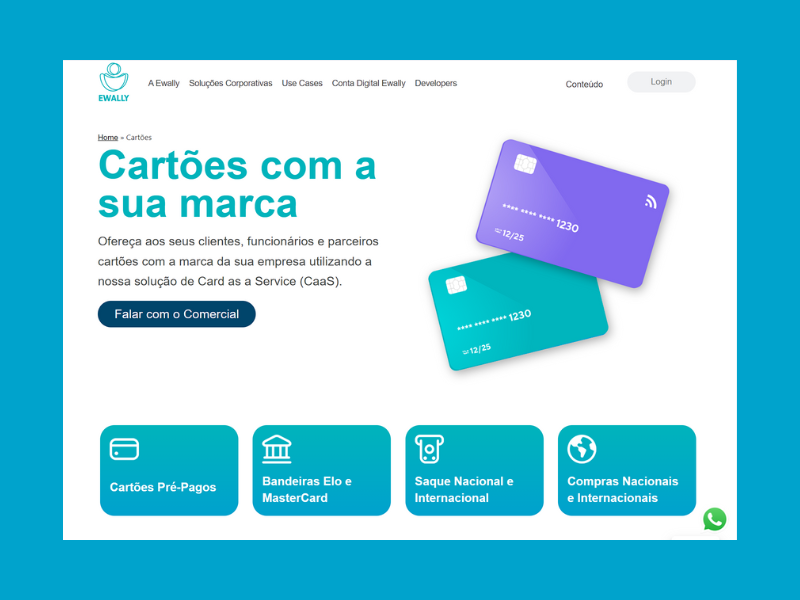 EWALLY
A Ewally Soluções Corporativas Use Cases Conta Digital Ewally Developers
Conteúdo
Login
Home » Cartões
Cartões com a
sua marca
Ofereça aos seus clientes, funcionários e parceiros
cartões com a marca da sua empresa utilizando a
nossa solução de Card as a Service (CaaS).
Falar com o Comercial
**** **** **** 1230
12/25
**** **** **** 1230
12/25
Cartões Pré-Pagos
Bandeiras Elo e
MasterCard
Saque Nacional e
Internacional
Compras Nacionais
e Internacionais